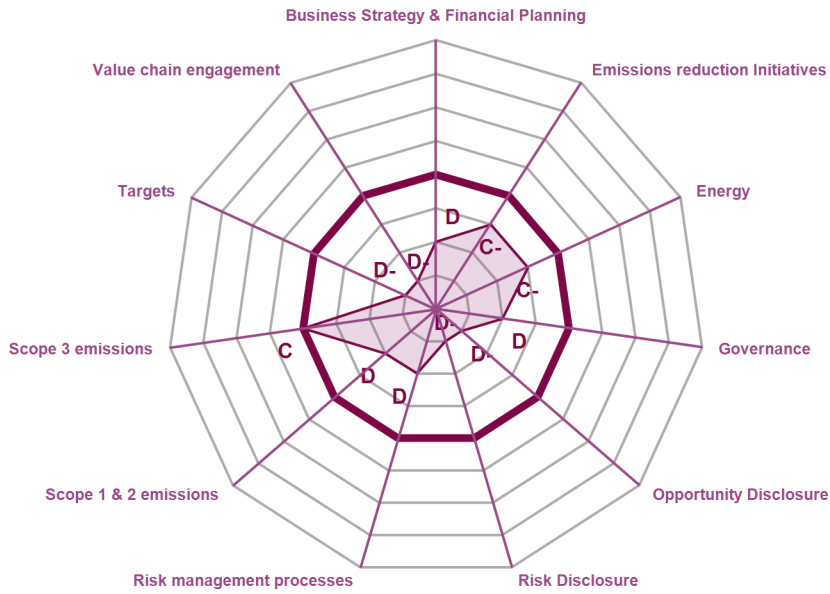 Business Strategy & Financial Planning
Value chain engagement
Emissions reduction Initiatives
Targets
Energy
D
C-
D-
D-
C-
D-
D
C
D-
D
D
Scope 3 emissions
Governance
Scope 1 & 2 emissions
Opportunity Disclosure
Risk management processes
Risk Disclosure